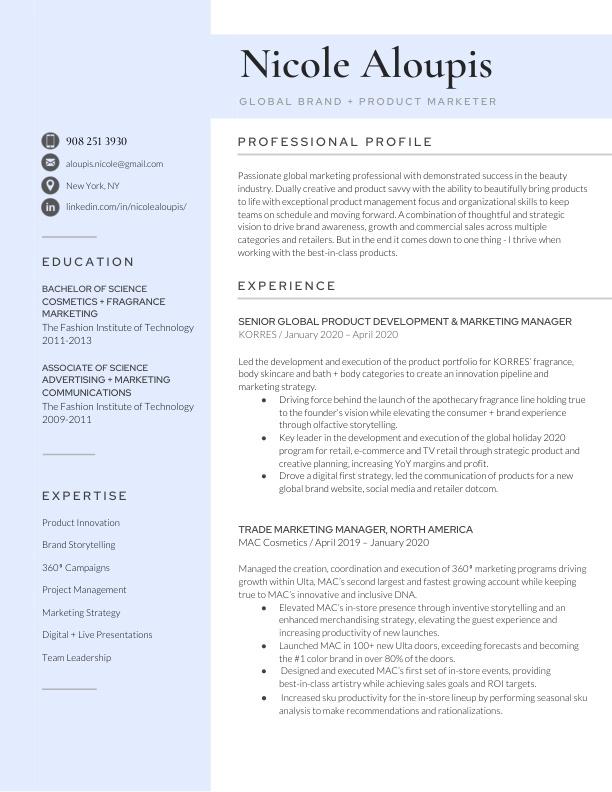 Nicole Aloupis
GLOBAL BRAND + PRODUCT MARKETER
908 251 3930
aloupis.nicole@gmail.com
New York, NY
linkedin.com/in/nicolealoupis/
EDUCATION
BACHELOR OF SCIENCE
COSMETICS + FRAGRANCE
MARKETING
The Fashion Institute of Technology
2011-2013
ASSOCIATE OF SCIENCE
ADVERTISING + MARKETING
COMMUNICATIONS
The Fashion Institute of Technology
2009-2011
EXPERTISE
Product Innovation
Brand Storytelling
360° Campaigns
Project Management
Marketing Strategy
Digital + Live Presentations
Team Leadership
PROFESSIONAL PROFILE
Passionate global marketing professional with demonstrated success in the beauty
industry. Dually creative and product savvy with the ability to beautifully bring products
to life with exceptional product management focus and organizational skills to keep
teams on schedule and moving forward. A combination of thoughtful and strategic
vision to drive brand awareness, growth and commercial sales across multiple
categories and retailers. But in the end it comes down to one thing - I thrive when
working with the best-in-class products.
EXPERIENCE
SENIOR GLOBAL PRODUCT DEVELOPMENT & MARKETING MANAGER
KORRES / January 2020 – April 2020
Led the development and execution of the product portfolio for KORRES' fragrance,
body skincare and bath + body categories to create an innovation pipeline and
marketing strategy.
● Driving force behind the launch of the apothecary fragrance line holding true
to the founder's vision while elevating the consumer + brand experience
through olfactive storytelling.
● Key leader in the development and execution of the global holiday 2020
program for retail, e-commerce and TV retail through strategic product and
creative planning, increasing YoY margins and profit.
● Drove a digital first strategy, led the communication of products for a new
global brand website, social media and retailer dotcom.
TRADE MARKETING MANAGER, NORTH AMERICA
MAC Cosmetics / April 2019 – January 2020
Managed the creation, coordination and execution of 360° marketing programs driving
growth within Ulta, MAC's second largest and fastest growing account while keeping
true to MAC's innovative and inclusive DNA.
● Elevated MAC's in-store presence through inventive storytelling and an
enhanced merchandising strategy, elevating the guest experience and
increasing productivity of new launches.
● Launched MAC in 100+ new Ulta doors, exceeding forecasts and becoming
the #1 color brand in over 80% of the doors.
● Designed and executed MAC's first set of in-store events, providing
best-in-class artistry while achieving sales goals and ROI targets.
● Increased sku productivity for the in-store lineup by performing seasonal sku
analysis to make recommendations and rationalizations.